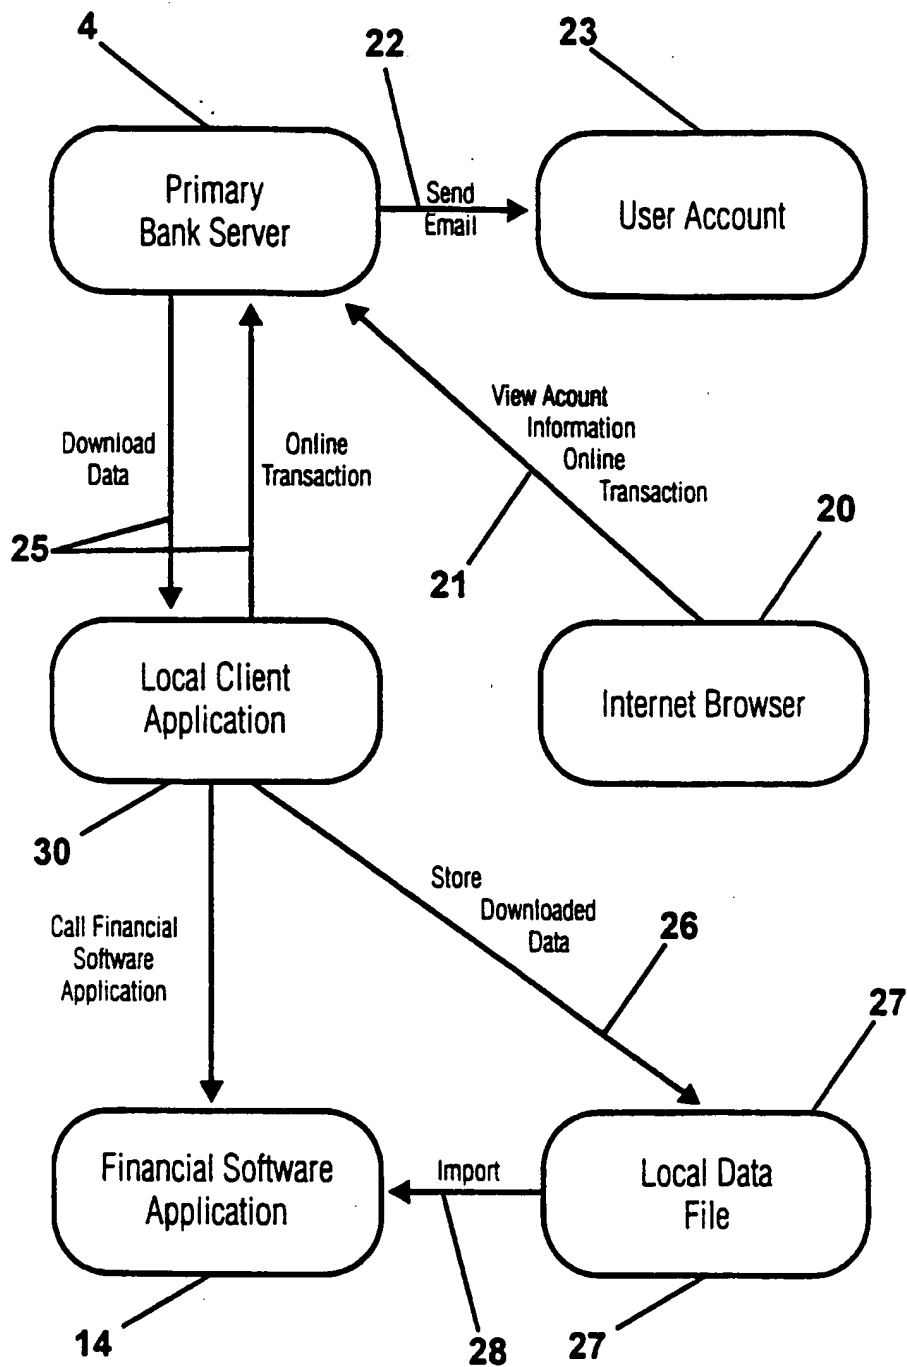 4
22
23
Primary
Bank Server
Send
Email
User Account
View Acount
Information
Online
Transaction
Download
Data
Online
Transaction
25
21
20
Local Client
Application
Internet Browser
30
Store
Downloaded
Data
26
Call Financial
Software
Application
27
Financial Software
Application
Import
Local Data
File
14
28
27